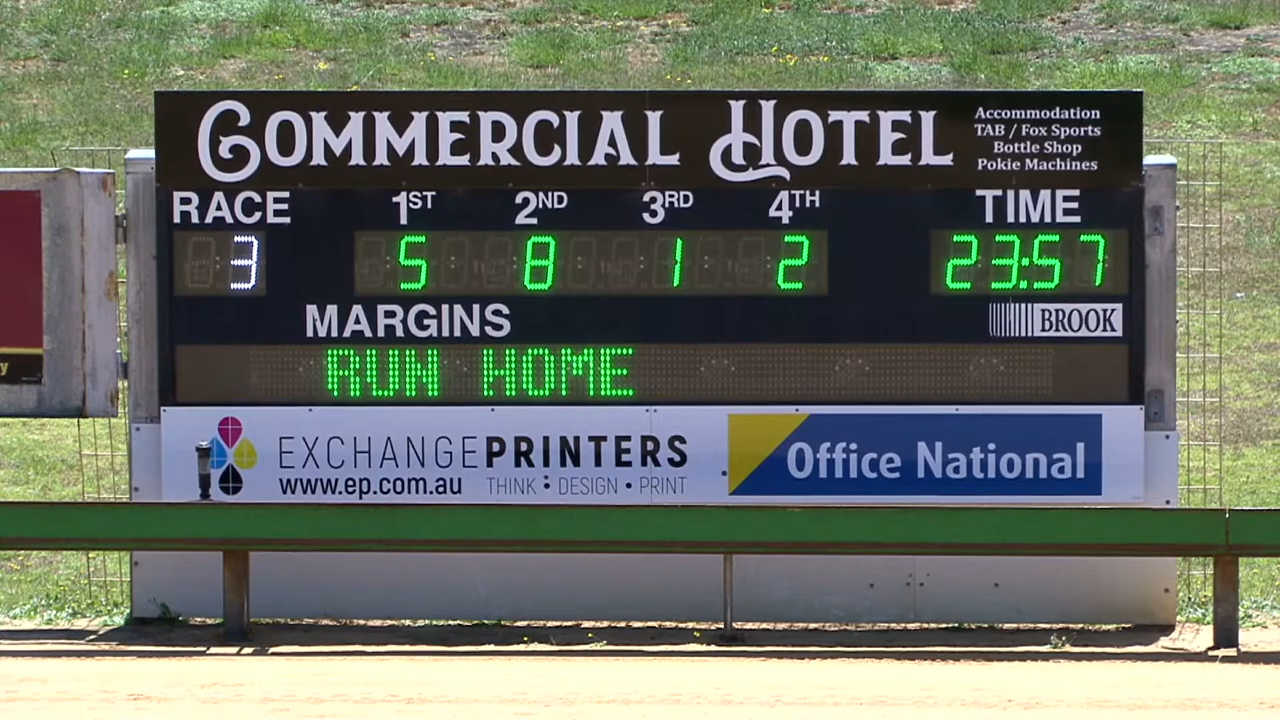 COMMERCIAL HOTEL
Accommodation
TAB / Fox Sports
Bottle Shop
Pokie Machines
RACE 1ST 2ND 3RD 4TH TIME
3 5 8 1 2 23:57
MARGINS
BROOK
RUN HOME
EXCHANGEPRINTERS
www.ep.com.au THINK • DESIGN • PRINT
Office National